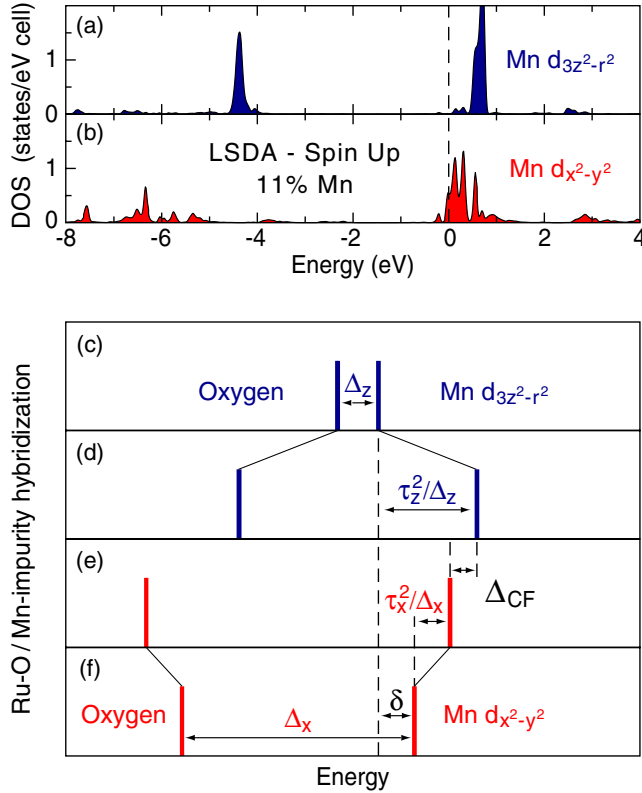 (a)
Mn d3z²-r²
1
0
(b)
LSDA - Spin Up
11% Mn
Mn dx²-y²
1
0
DOS (states/eV cell)
-8 -6 -4 -2 0 2 4
Energy (eV)
(c)
Oxygen Δz Mn d3z²-r²
(d)
τz²/Δz
(e)
τx²/Δx ΔCF
(f)
Oxygen Δx δ Mn dx²-y²
Ru-O / Mn-impurity hybridization
Energy